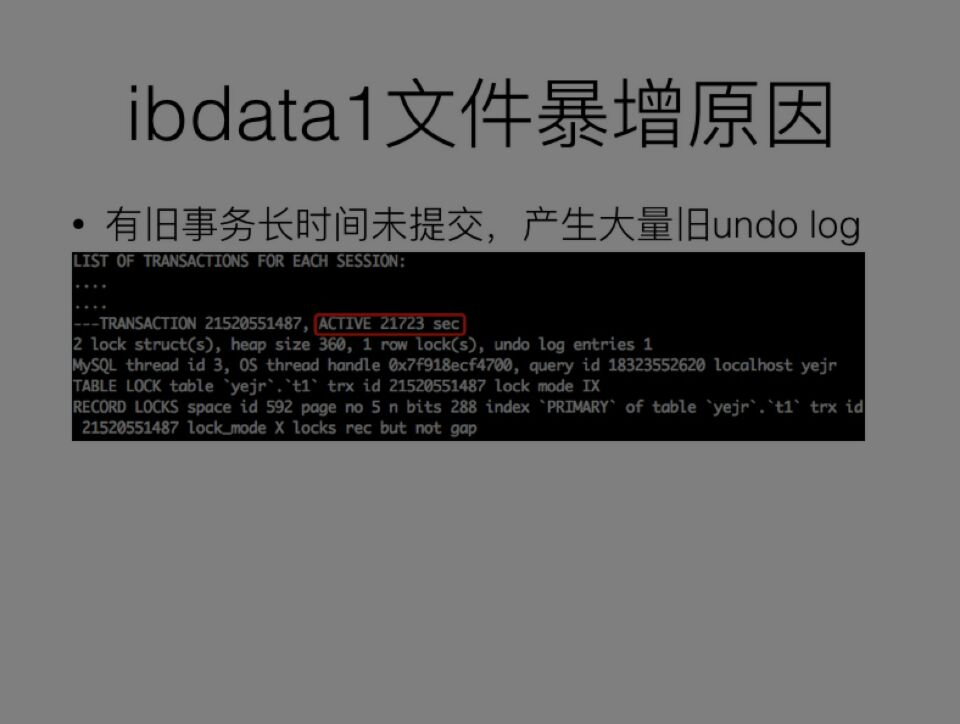 ibdata1文件暴增原因
• 有旧事务长时间未提交，产生大量旧undo log
LIST OF TRANSACTIONS FOR EACH SESSION:
....
....
---TRANSACTION 21520551487, ACTIVE 21723 sec
2 lock struct(s), heap size 360, 1 row lock(s), undo log entries 1
MySQL thread id 3, OS thread handle 0x7f918ecf4700, query id 18323552620 localhost yejr
TABLE LOCK table `yejr`.`t1` trx id 21520551487 lock mode IX
RECORD LOCKS space id 592 page no 5 n bits 288 index `PRIMARY` of table `yejr`.`t1` trx id
21520551487 lock_mode X locks rec but not gap